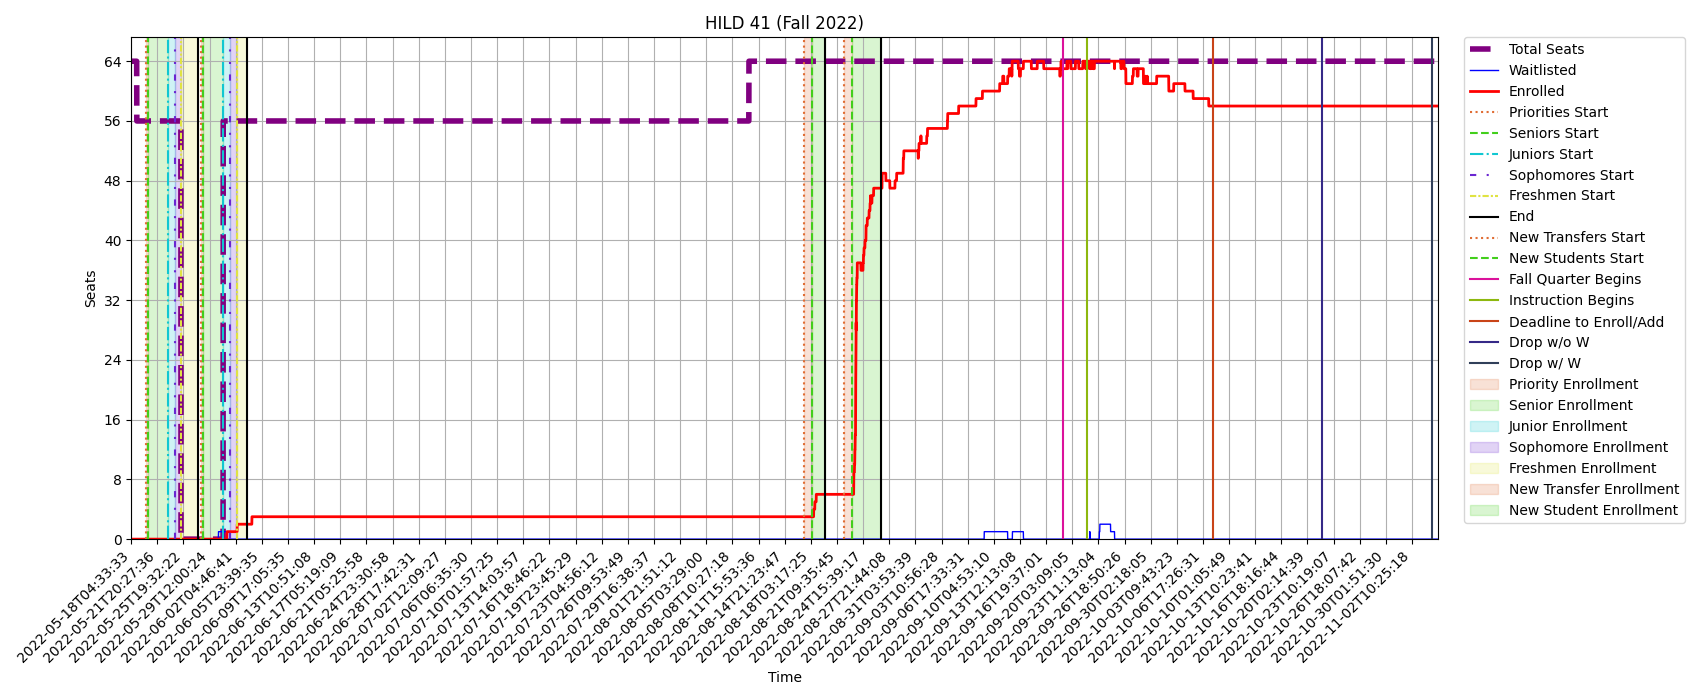 HILD 41 (Fall 2022)
64
56
48
40
32
24
16
8
0
Seats
2022-05-18T04:33:33
2022-05-21T20:27:36
2022-05-25T19:32:22
2022-05-29T12:00:24
2022-06-02T04:46:41
2022-06-05T23:39:35
2022-06-09T17:05:35
2022-06-13T10:51:08
2022-06-17T05:19:09
2022-06-21T05:25:58
2022-06-24T23:30:58
2022-06-28T17:42:31
2022-07-02T12:09:27
2022-07-06T06:35:30
2022-07-10T01:57:25
2022-07-13T14:03:57
2022-07-16T18:46:22
2022-07-19T23:45:29
2022-07-23T04:56:12
2022-07-26T09:53:49
2022-07-29T16:38:37
2022-08-01T21:51:12
2022-08-05T03:29:00
2022-08-08T10:27:18
2022-08-11T15:53:36
2022-08-14T21:23:47
2022-08-18T03:17:25
2022-08-21T09:35:45
2022-08-24T15:39:17
2022-08-27T21:44:08
2022-08-31T03:53:39
2022-09-03T10:56:28
2022-09-06T17:33:31
2022-09-10T04:53:10
2022-09-13T12:13:08
2022-09-16T19:37:01
2022-09-20T03:09:05
2022-09-23T11:13:04
2022-09-26T18:50:26
2022-09-30T02:18:05
2022-10-03T09:43:23
2022-10-06T17:26:31
2022-10-10T01:05:49
2022-10-13T10:23:41
2022-10-16T18:16:44
2022-10-20T02:14:39
2022-10-23T10:19:07
2022-10-26T18:07:42
2022-10-30T01:51:30
2022-11-02T10:25:18
Time
Total Seats
Waitlisted
Enrolled
Priorities Start
Seniors Start
Juniors Start
Sophomores Start
Freshmen Start
End
New Transfers Start
New Students Start
Fall Quarter Begins
Instruction Begins
Deadline to Enroll/Add
Drop w/o W
Drop w/ W
Priority Enrollment
Senior Enrollment
Junior Enrollment
Sophomore Enrollment
Freshmen Enrollment
New Transfer Enrollment
New Student Enrollment